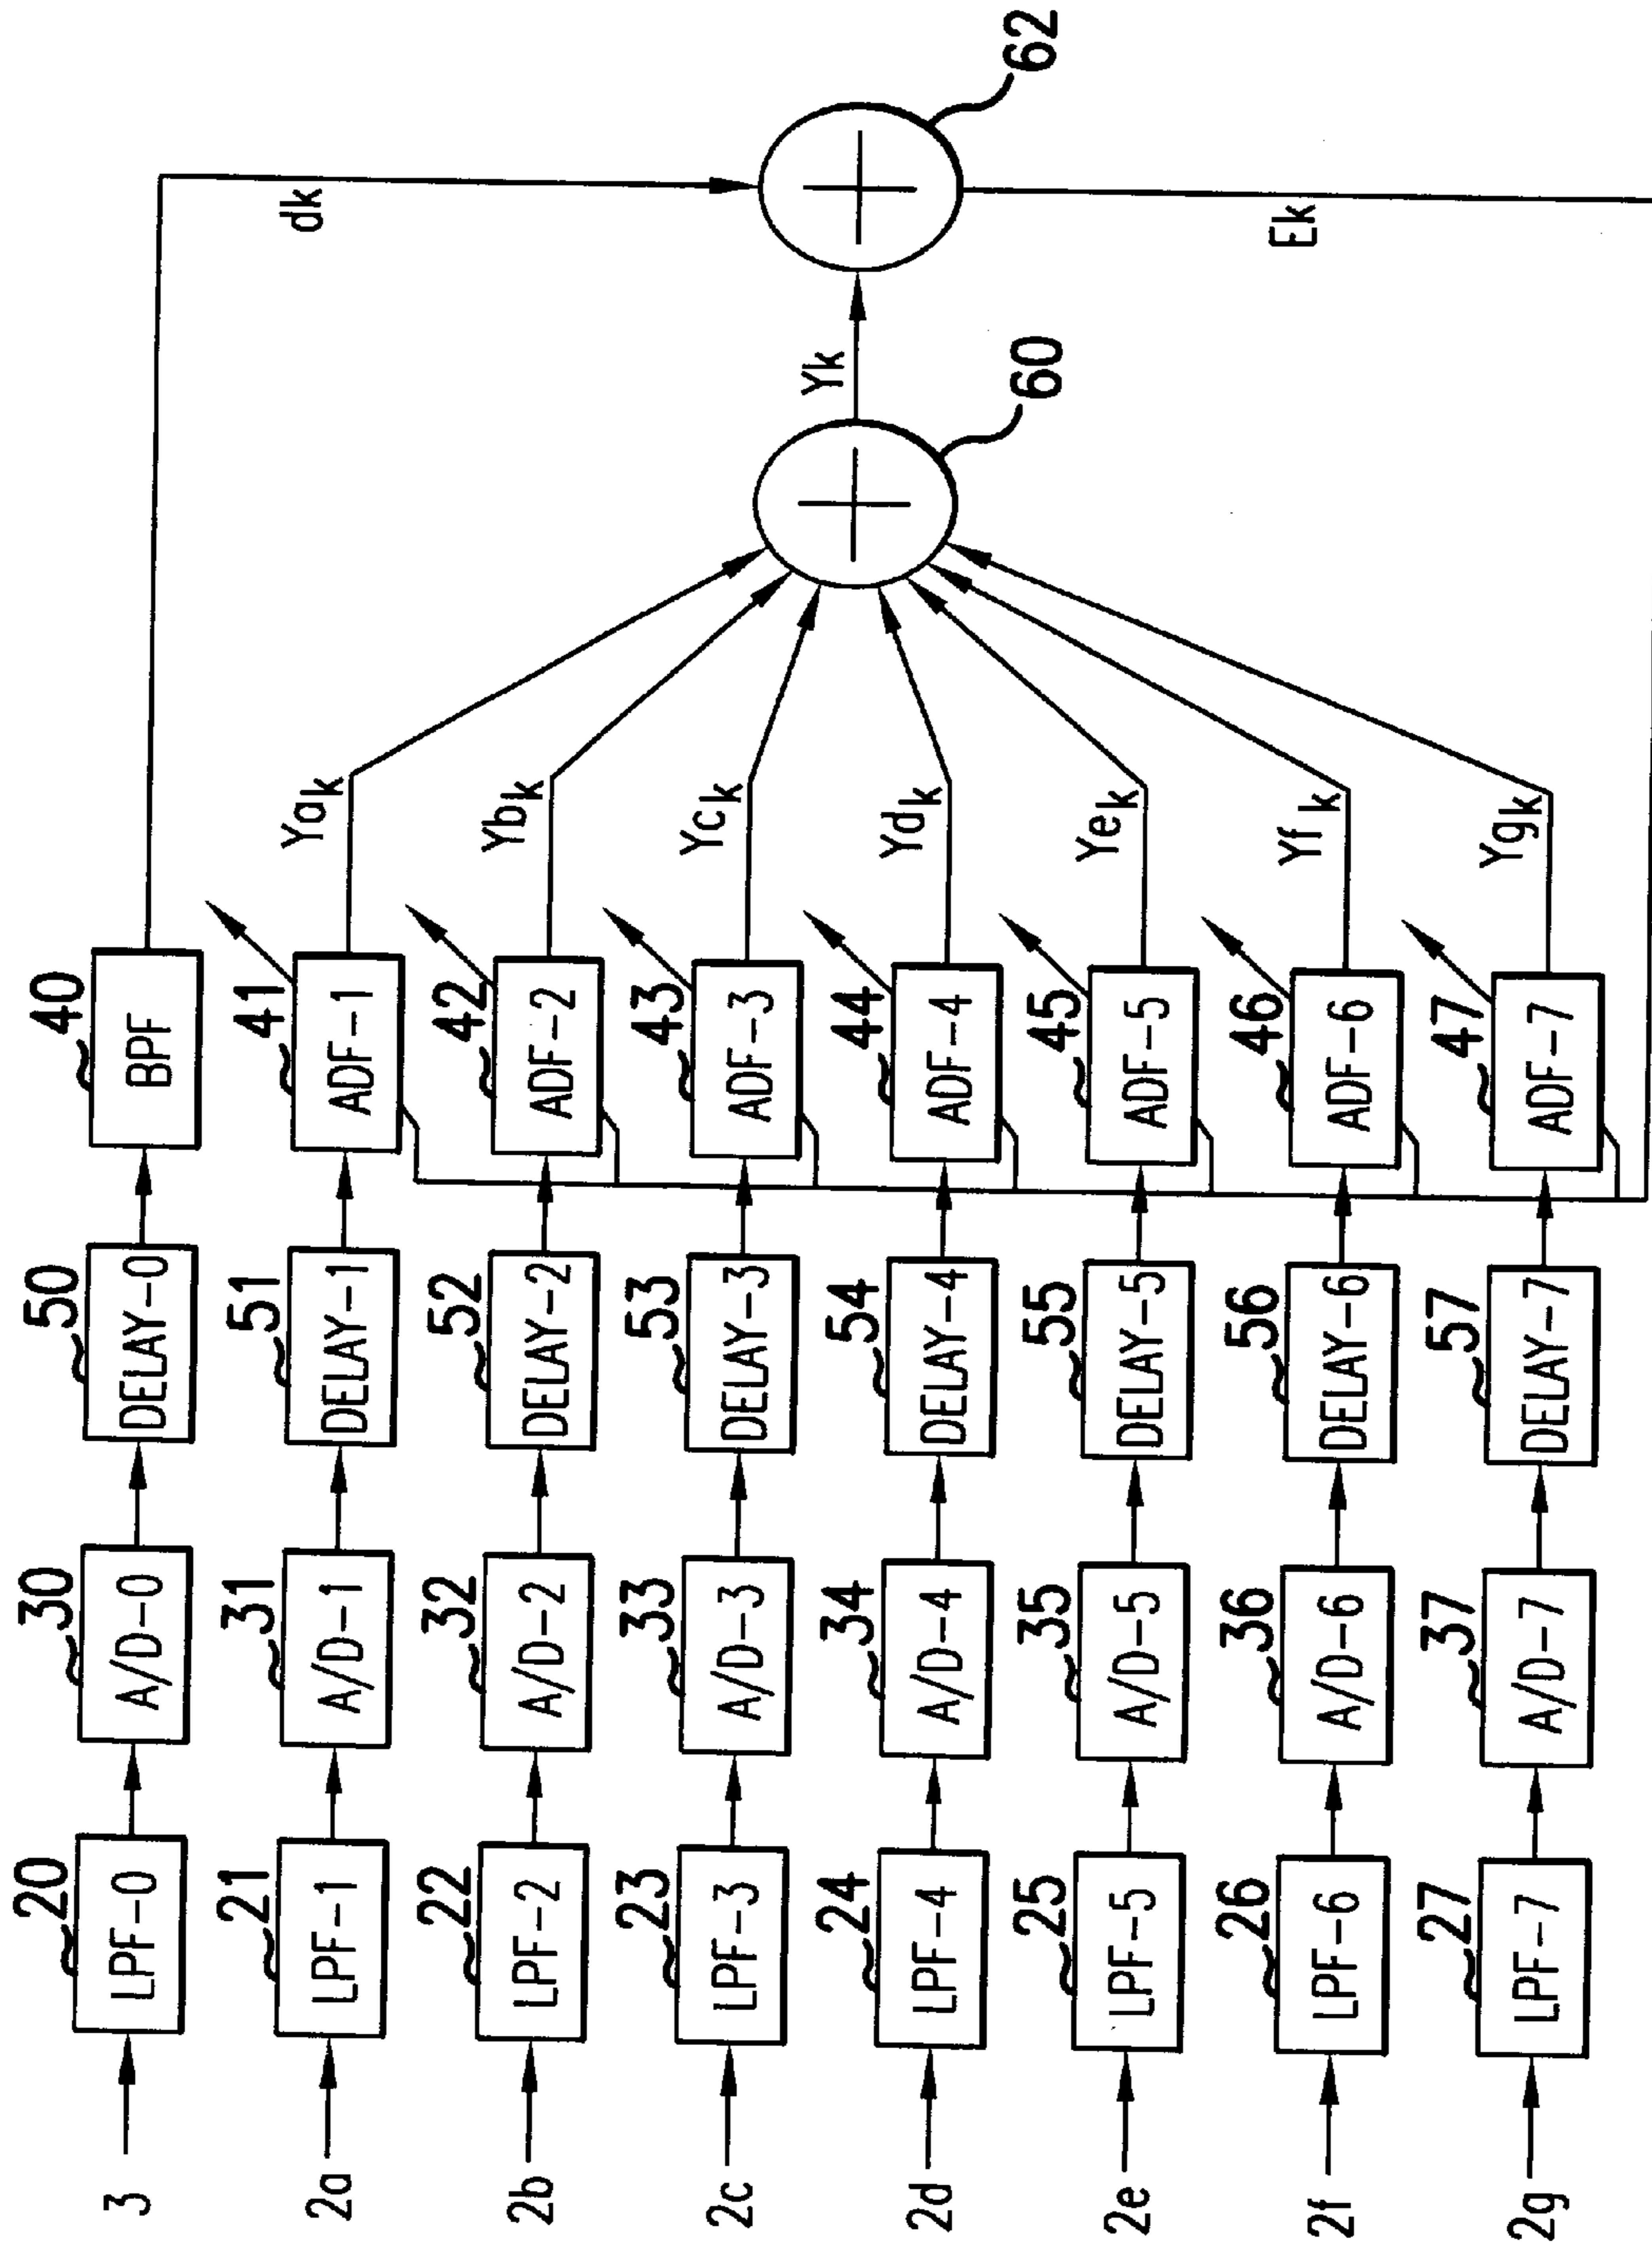 3 20 LPF-0 30 A/D-0 50 DELAY-0 40 BPF dk
2a 21 LPF-1 31 A/D-1 51 DELAY-1 41 ADF-1 Yak
2b 22 LPF-2 32 A/D-2 52 DELAY-2 42 ADF-2 Ybk
2c 23 LPF-3 33 A/D-3 53 DELAY-3 43 ADF-3 Yck
2d 24 LPF-4 34 A/D-4 54 DELAY-4 44 ADF-4 Ydk
2e 25 LPF-5 35 A/D-5 55 DELAY-5 45 ADF-5 Yek
2f 26 LPF-6 36 A/D-6 56 DELAY-6 46 ADF-6 Yfk
2g 27 LPF-7 37 A/D-7 57 DELAY-7 47 ADF-7 Ygk
Yk
60
62
Ek